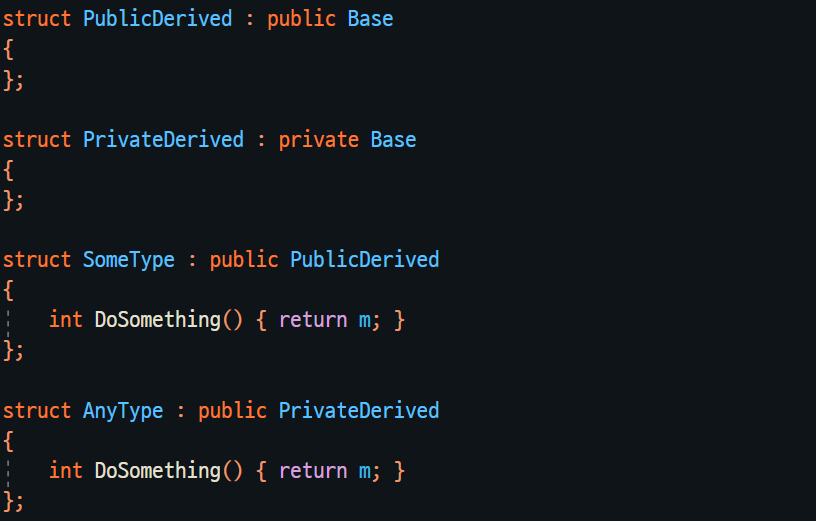 struct PublicDerived : public Base
{
};
struct PrivateDerived : private Base
{
};
struct SomeType : public PublicDerived
{
int DoSomething() { return m; }
};
struct AnyType : public PrivateDerived
{
int DoSomething() { return m; }
};